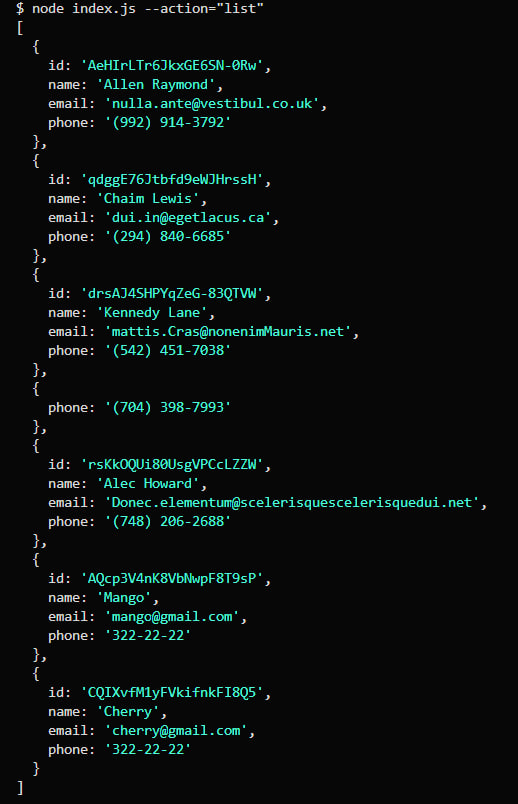 $ node index.js --action="list"
[
  {
    id: 'AeHIrLTr6JkxGE6SN-0Rw',
    name: 'Allen Raymond',
    email: 'nulla.ante@vestibul.co.uk',
    phone: '(992) 914-3792'
  },
  {
    id: 'qdggE76Jtbfd9eWJHrssH',
    name: 'Chaim Lewis',
    email: 'dui.in@egetlacus.ca',
    phone: '(294) 840-6685'
  },
  {
    id: 'drsAJ4SHPYqZeG-83QTVW',
    name: 'Kennedy Lane',
    email: 'mattis.Cras@nonenimMauris.net',
    phone: '(542) 451-7038'
  },
  {
    phone: '(704) 398-7993'
  },
  {
    id: 'rsKkOQUi80UsgVPCcLZZW',
    name: 'Alec Howard',
    email: 'Donec.elementum@scelerisquescelerisquedui.net',
    phone: '(748) 206-2688'
  },
  {
    id: 'AQcp3V4nK8VbNwpF8T9sP',
    name: 'Mango',
    email: 'mango@gmail.com',
    phone: '322-22-22'
  },
  {
    id: 'CQIXvfM1yFVkifnkFI8Q5',
    name: 'Cherry',
    email: 'cherry@gmail.com',
    phone: '322-22-22'
  }
]